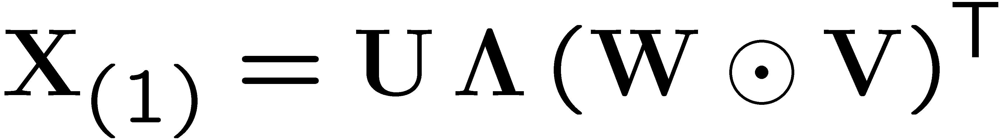 X₍₁₎ = U Λ (W ⊙ V)ᵀ